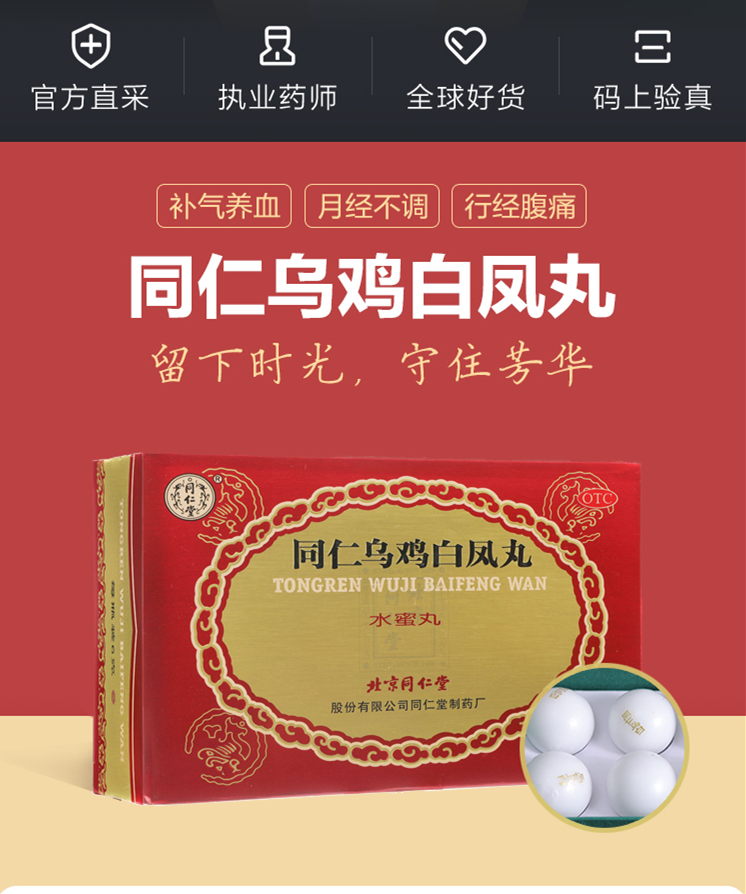 官方直采
执业药师
全球好货
码上验真
补气养血
月经不调
行经腹痛
同仁乌鸡白凤丸
留下时光，守住芳华
同仁堂
®
OTC
同仁乌鸡白凤丸
TONGREN WUJI BAIFENG WAN
水蜜丸
北京同仁堂
股份有限公司同仁堂制药厂
TONGREN WUJI BAIFENG WAN